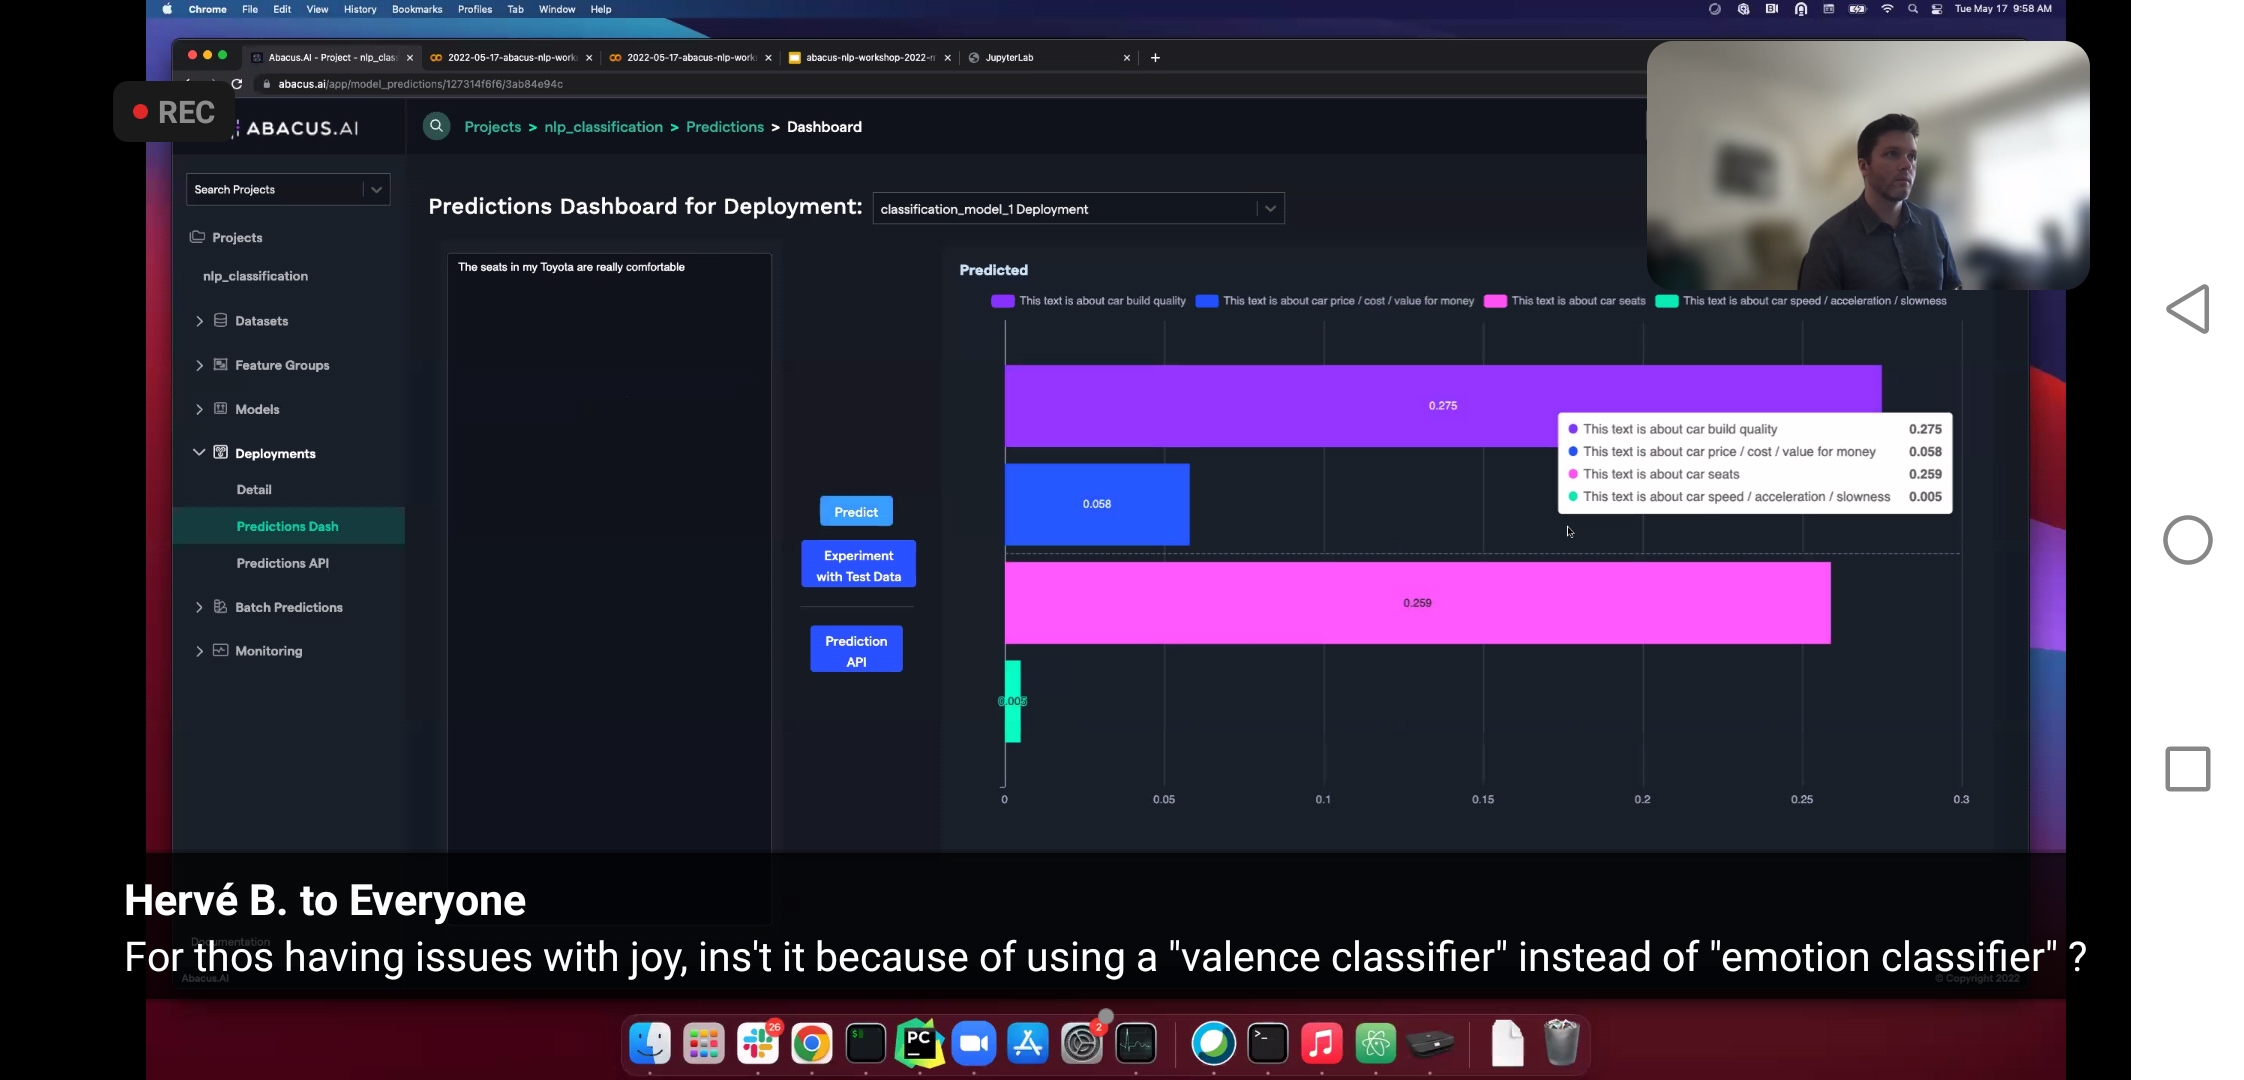 Chrome File Edit View History Bookmarks Profiles Tab Window Help
Tue May 17 9:58 AM
Abacus.AI - Project - nlp_clas
2022-05-17-abacus-nlp-work
2022-05-17-abacus-nlp-work
abacus-nlp-workshop-2022-
JupyterLab
abacus.ai/app/model_predictions/127314f6f6/3ab84e94c
REC
ABACUS.AI
Projects > nlp_classification > Predictions > Dashboard
Search Projects
Predictions Dashboard for Deployment:
classification_model_1 Deployment
Projects
nlp_classification
Datasets
Feature Groups
Models
Deployments
Detail
Predictions Dash
Predictions API
Batch Predictions
Monitoring
The seats in my Toyota are really comfortable
Predict
Experiment
with Test Data
Prediction
API
Predicted
This text is about car build quality
This text is about car price / cost / value for money
This text is about car seats
This text is about car speed / acceleration / slowness
0.275
This text is about car build quality 0.275
This text is about car price / cost / value for money 0.058
This text is about car seats 0.259
This text is about car speed / acceleration / slowness 0.005
0.058
0.259
0.005
0 0.05 0.1 0.15 0.2 0.25 0.3
Hervé B. to Everyone
Documentation
For thos having issues with joy, ins't it because of using a "valence classifier" instead of "emotion classifier" ?
Abacus.AI
© Copyright 2022
26
PC
2